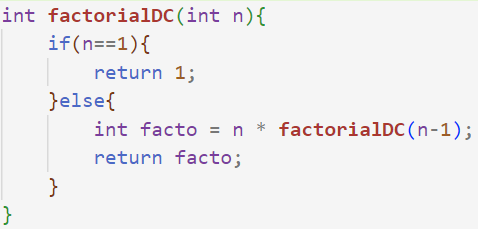 int factorialDC(int n){
    if(n==1){
        return 1;
    }else{
        int facto = n * factorialDC(n-1);
        return facto;
    }
}